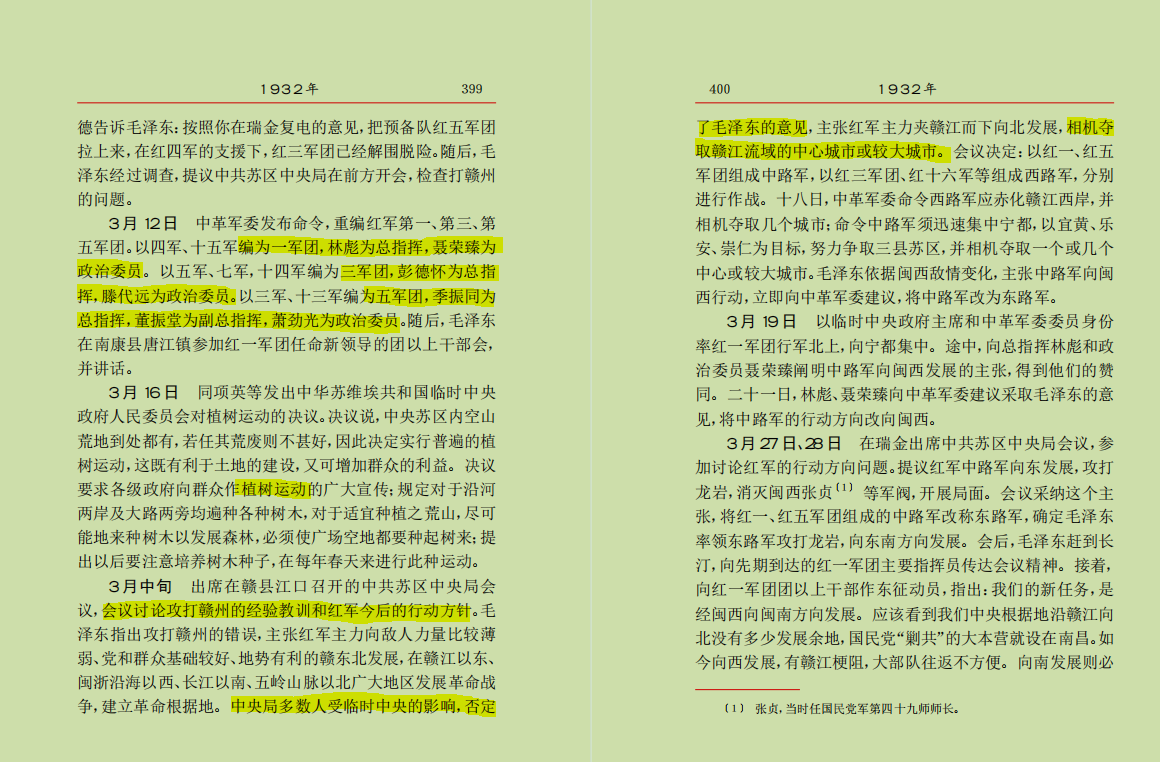 1932年 399
德告诉毛泽东:按照你在瑞金复电的意见,把预备队红五军团
拉上来,在红四军的支援下,红三军团已经解围脱险。随后,毛
泽东经过调查,提议中共苏区中央局在前方开会,检查打赣州
的问题。
3月12日 中革军委发布命令,重编红军第一、第三、第
五军团。以四军、十五军编为一军团,林彪为总指挥,聂荣臻为
政治委员。以五军、七军,十四军编为三军团,彭德怀为总指
挥,滕代远为政治委员。以三军、十三军编为五军团,季振同为
总指挥,董振堂为副总指挥,萧劲光为政治委员。随后,毛泽东
在南康县唐江镇参加红一军团任命新领导的团以上干部会,
并讲话。
3月16日 同项英等发出中华苏维埃共和国临时中央
政府人民委员会对植树运动的决议。决议说,中央苏区内空山
荒地到处都有,若任其荒废则不甚好,因此决定实行普遍的植
树运动,这既有利于土地的建设,又可增加群众的利益。决议
要求各级政府向群众作植树运动的广大宣传;规定对于沿河
两岸及大路两旁均遍种各种树木,对于适宜种植之荒山,尽可
能地来种树木以发展森林,必须使广场空地都要种起树来;提
出以后要注意培养树木种子,在每年春天来进行此种运动。
3月中旬 出席在赣县江口召开的中共苏区中央局会
议,会议讨论攻打赣州的经验教训和红军今后的行动方针。毛
泽东指出攻打赣州的错误,主张红军主力向敌人力量比较薄
弱、党和群众基础较好、地势有利的赣东北发展,在赣江以东、
闽浙沿海以西、长江以南、五岭山脉以北广大地区发展革命战
争,建立革命根据地。中央局多数人受临时中央的影响,否定
400 1932年
了毛泽东的意见,主张红军主力夹赣江而下向北发展,相机夺
取赣江流域的中心城市或较大城市。会议决定:以红一、红五
军团组成中路军,以红三军团、红十六军等组成西路军,分别
进行作战。十八日,中革军委命令西路军应赤化赣江西岸,并
相机夺取几个城市;命令中路军须迅速集中宁都,以宜黄、乐
安、崇仁为目标,努力争取三县苏区,并相机夺取一个或几个
中心或较大城市。毛泽东依据闽西敌情变化,主张中路军向闽
西行动,立即向中革军委建议,将中路军改为东路军。
3月19日 以临时中央政府主席和中革军委委员身份
率红一军团行军北上,向宁都集中。途中,向总指挥林彪和政
治委员聂荣臻阐明中路军向闽西发展的主张,得到他们的赞
同。二十一日,林彪、聂荣臻向中革军委建议采取毛泽东的意
见,将中路军的行动方向改向闽西。
3月27日、28日 在瑞金出席中共苏区中央局会议,参
加讨论红军的行动方向问题。提议红军中路军向东发展,攻打
龙岩,消灭闽西张贞〔1〕等军阀,开展局面。会议采纳这个主
张,将红一、红五军团组成的中路军改称东路军,确定毛泽东
率领东路军攻打龙岩,向东南方向发展。会后,毛泽东赶到长
汀,向先期到达的红一军团主要指挥员传达会议精神。接着,
向红一军团团以上干部作东征动员,指出:我们的新任务,是
经闽西向闽南方向发展。应该看到我们中央根据地沿赣江向
北没有多少发展余地,国民党“剿共”的大本营就设在南昌。如
今向西发展,有赣江梗阻,大部队往返不方便。向南发展则必
〔1〕 张贞,当时任国民党军第四十九师师长。